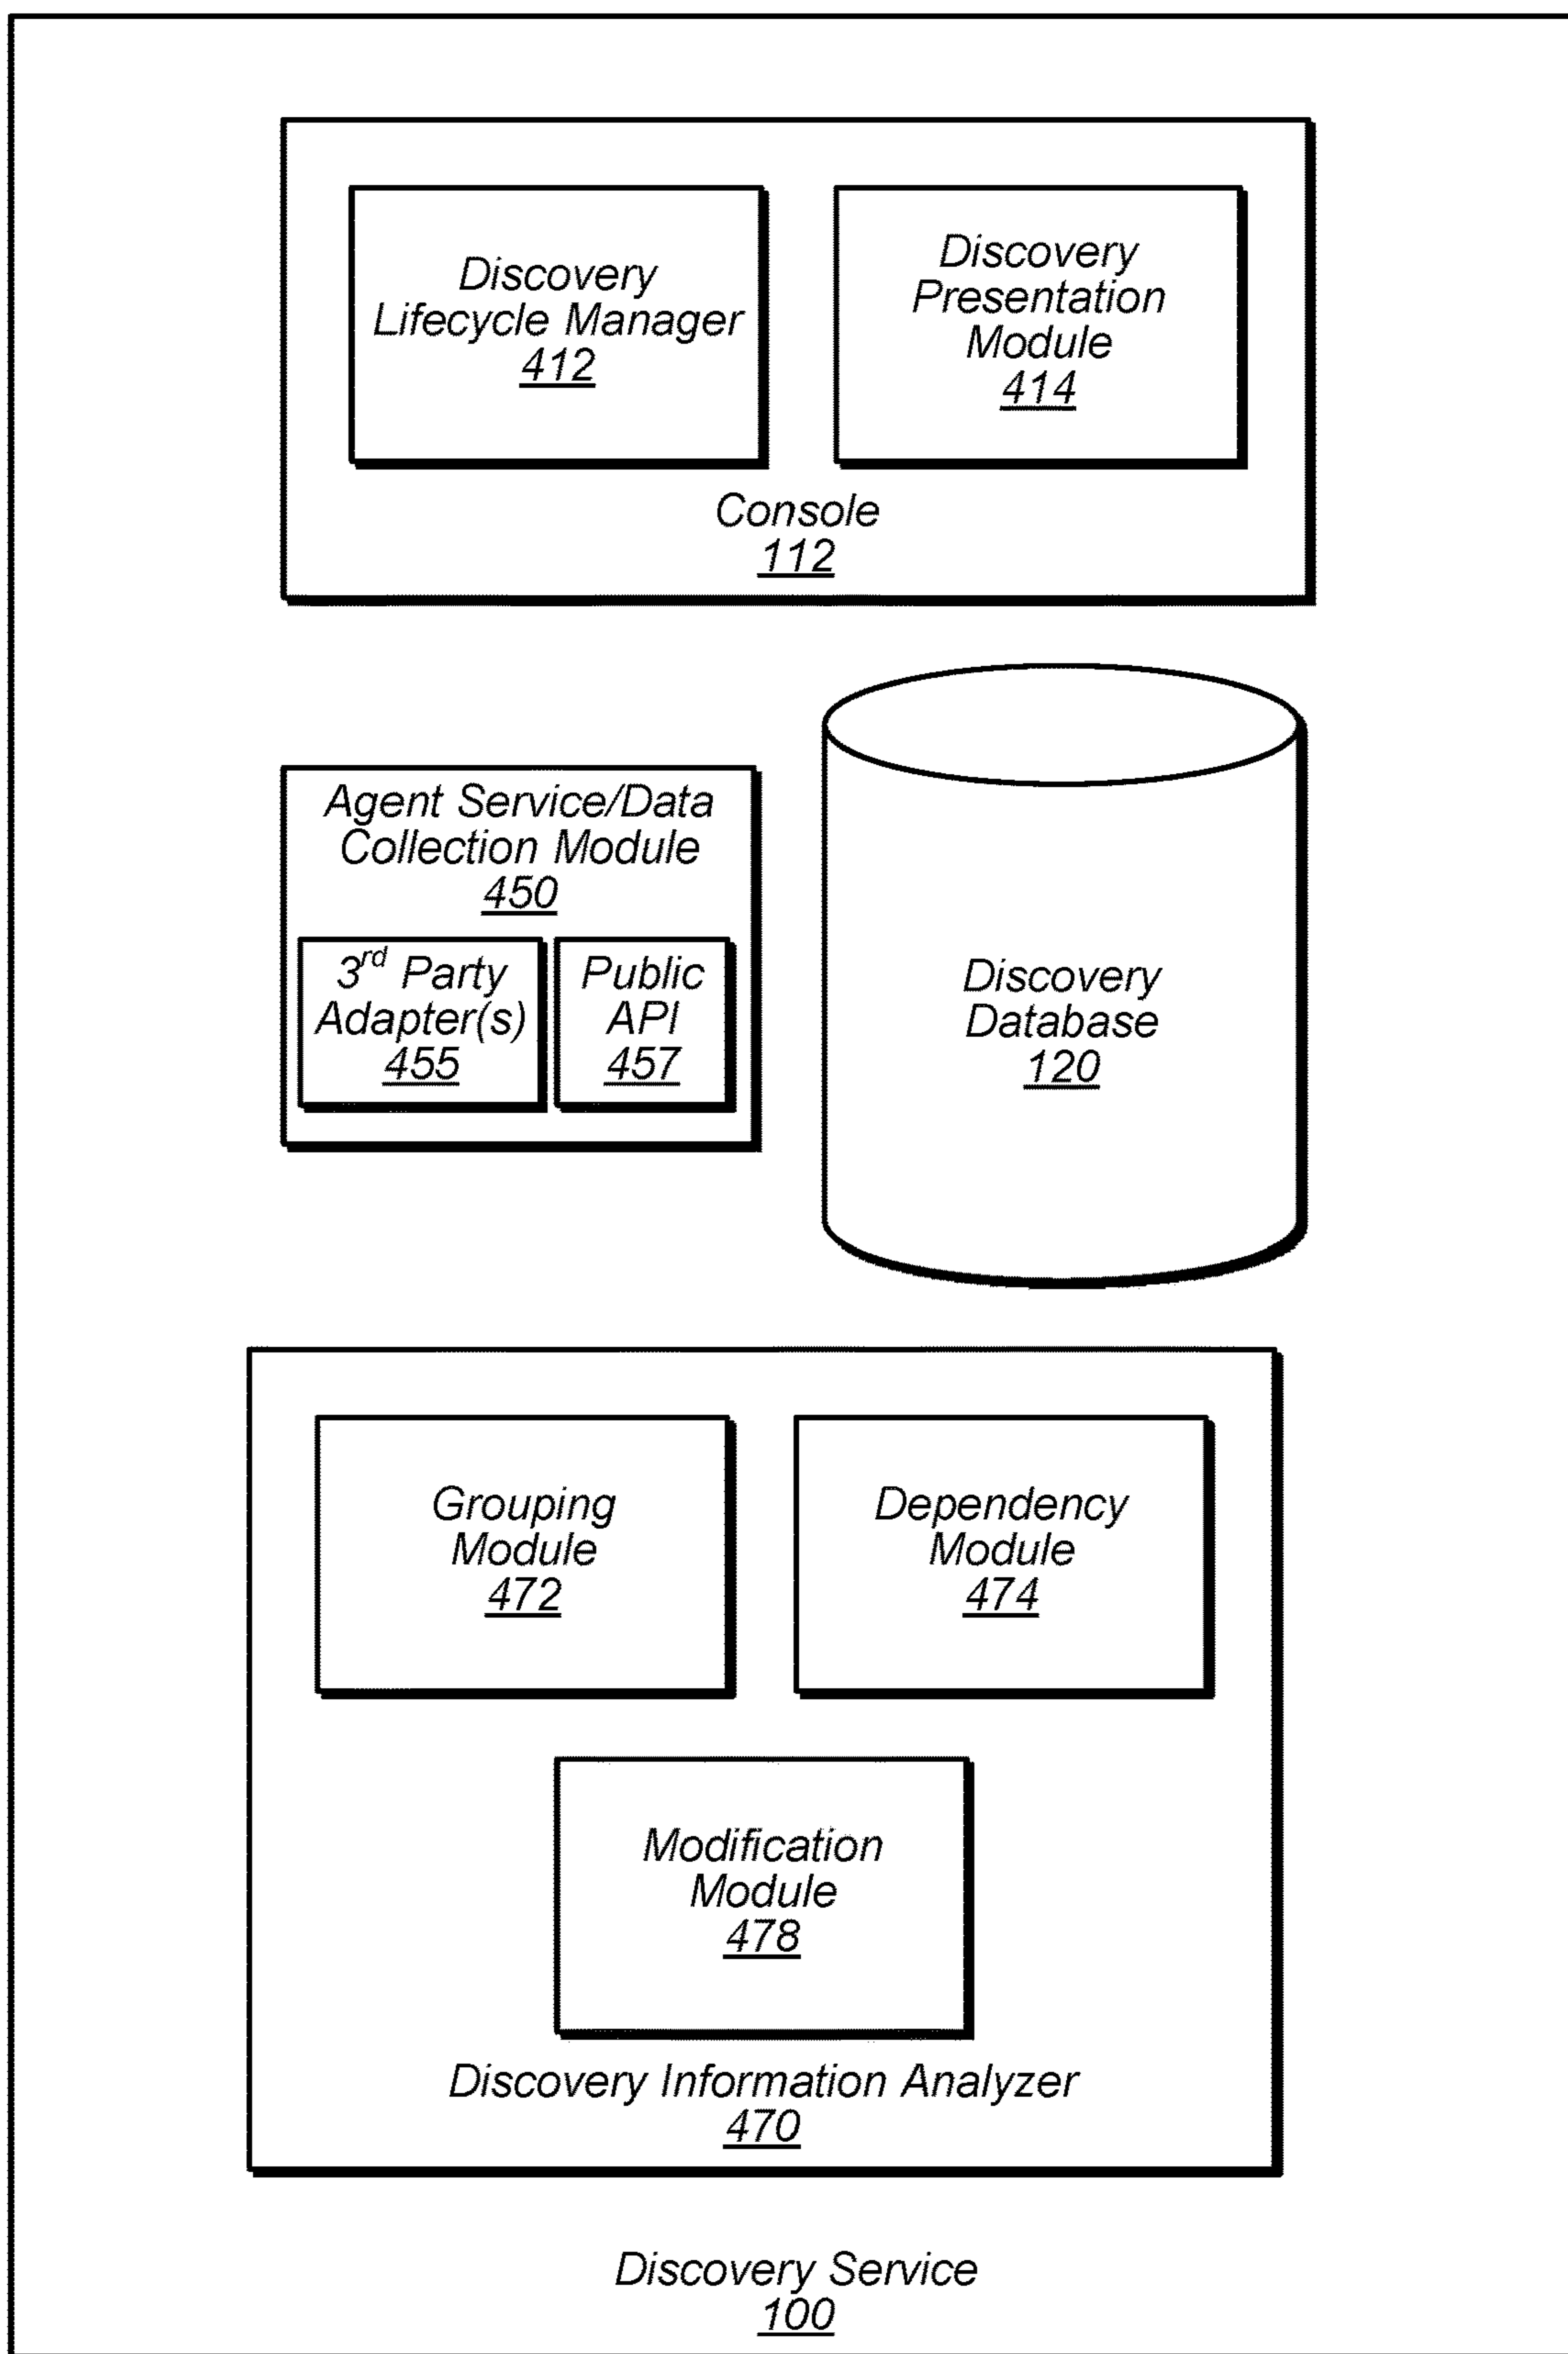 Discovery
Lifecycle Manager
412
Discovery
Presentation
Module
414
Console
112
Agent Service/Data
Collection Module
450
3rd Party
Adapter(s)
455
Public
API
457
Discovery
Database
120
Grouping
Module
472
Dependency
Module
474
Modification
Module
478
Discovery Information Analyzer
470
Discovery Service
100